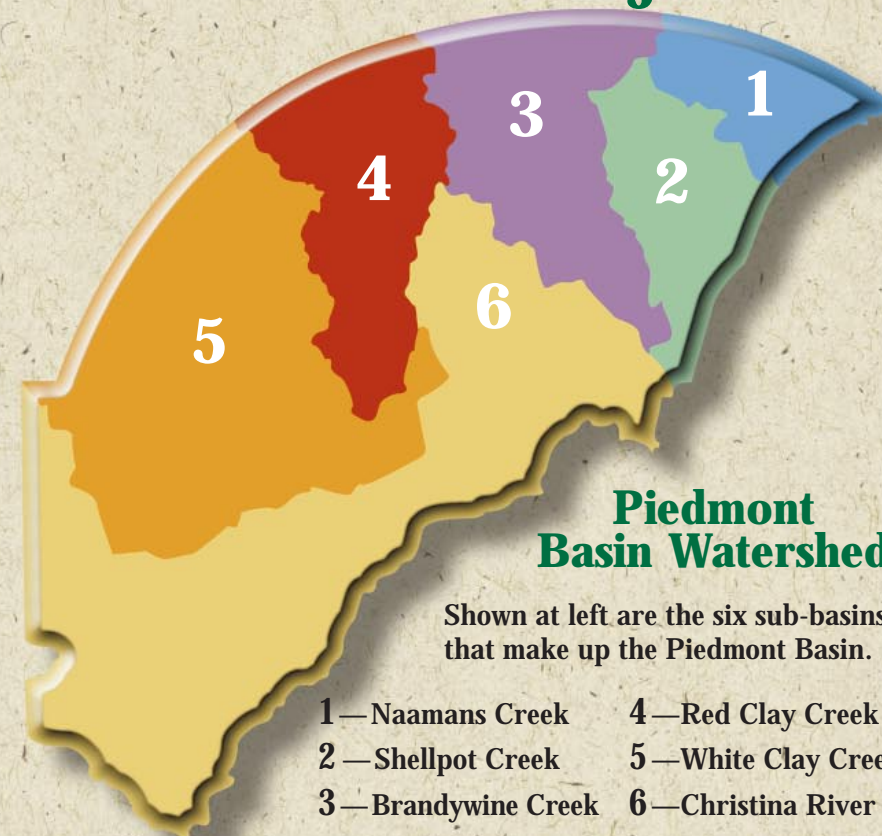 1
3
2
4
6
5
Piedmont
Basin Watershed
Shown at left are the six sub-basins
that make up the Piedmont Basin.
1—Naamans Creek 4—Red Clay Creek
2—Shellpot Creek 5—White Clay Cree
3—Brandywine Creek 6—Christina River